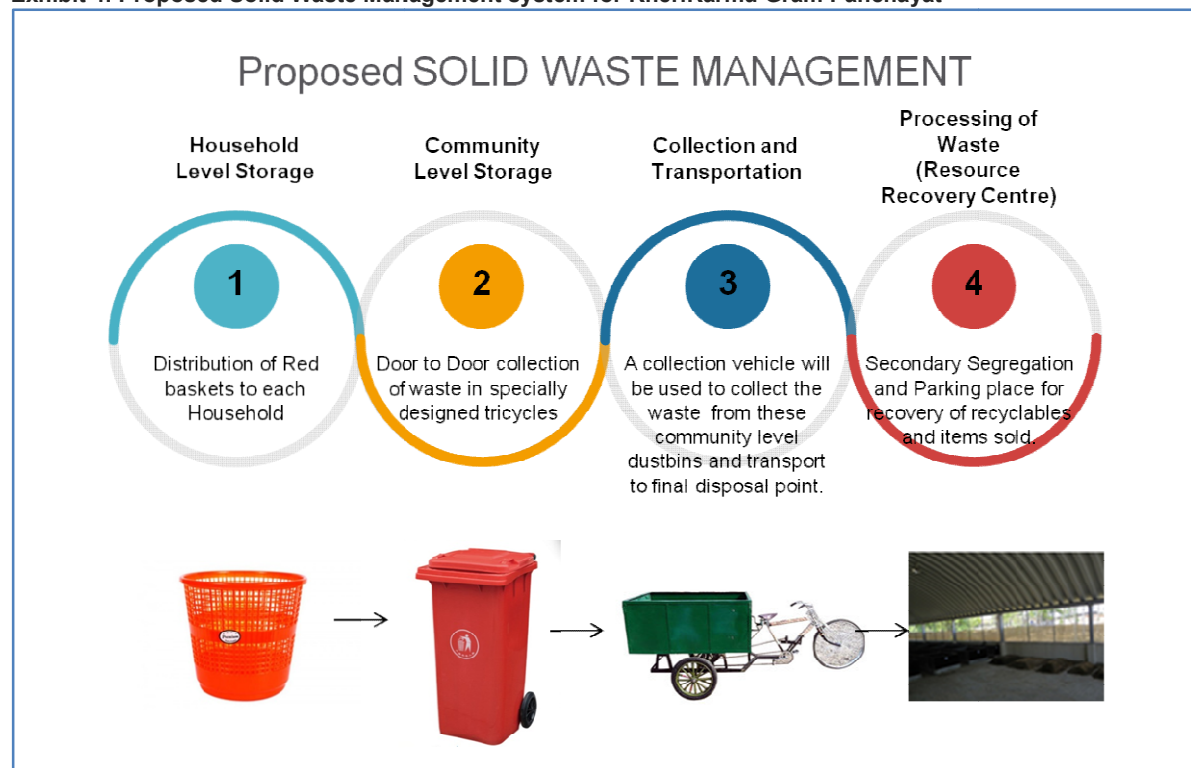 Proposed SOLID WASTE MANAGEMENT
Household
Level Storage
Community
Level Storage
Collection and
Transportation
Processing of
Waste
(Resource
Recovery Centre)
1
2
3
4
Distribution of Red
baskets to each
Household
Door to Door collection
of waste in specially
designed tricycles
A collection vehicle will
be used to collect the
waste from these
community level
dustbins and transport
to final disposal point.
Secondary Segregation
and Parking place for
recovery of recyclables
and items sold.